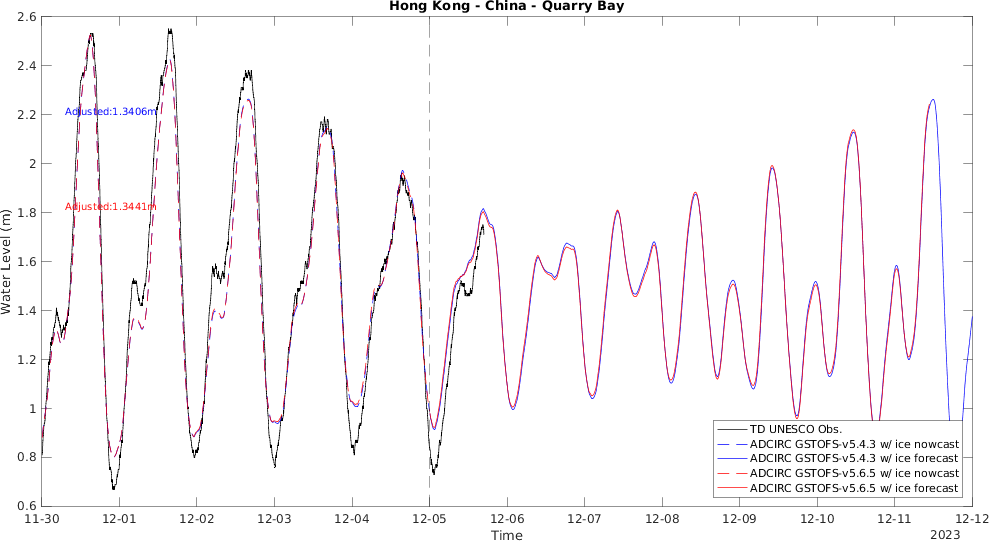 Hong Kong - China - Quarry Bay
2.6
2.4
2.2
2
1.8
1.6
1.4
1.2
1
0.8
0.6
Water Level (m)
Adjusted:1.3406m
Adjusted:1.3441m
TD UNESCO Obs.
ADCIRC GSTOFS-v5.4.3 w/ ice nowcast
ADCIRC GSTOFS-v5.4.3 w/ ice forecast
ADCIRC GSTOFS-v5.6.5 w/ ice nowcast
ADCIRC GSTOFS-v5.6.5 w/ ice forecast
11-30 12-01 12-02 12-03 12-04 12-05 12-06 12-07 12-08 12-09 12-10 12-11 12-12
Time
2023